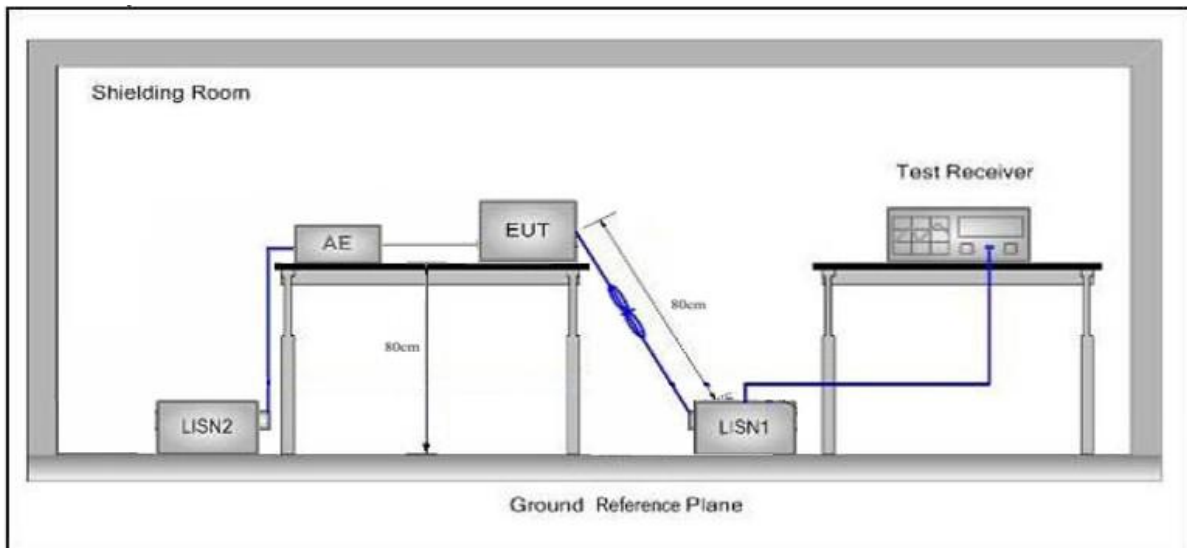 Shielding Room
Test Receiver
AE
EUT
80cm
80cm
LISN2
LISN1
Ground Reference Plane